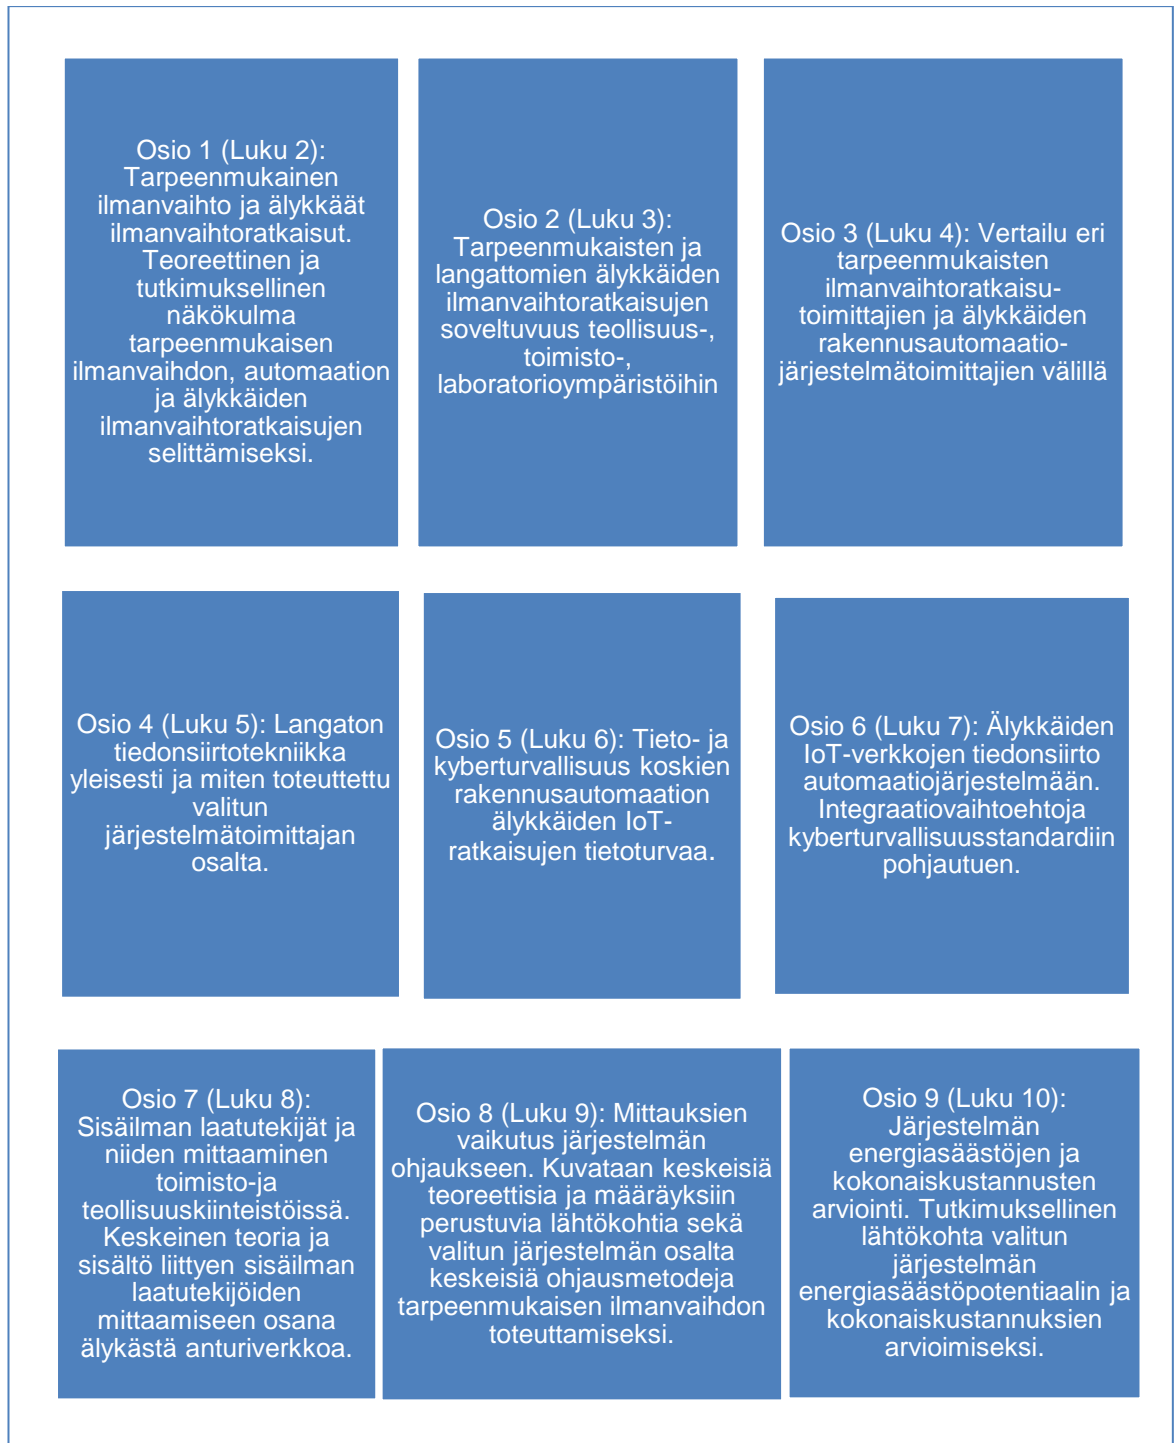 Osio 1 (Luku 2):
Tarpeenmukainen
ilmanvaihto ja älykkäät
ilmanvaihtoratkaisut.
Teoreettinen ja
tutkimuksellinen
näkökulma
tarpeenmukaisen
ilmanvaihdon, automaation
ja älykkäiden
ilmanvaihtoratkaisujen
selittämiseksi.
Osio 2 (Luku 3):
Tarpeenmukaisten ja
langattomien älykkäiden
ilmanvaihtoratkaisujen
soveltuvuus teollisuus-,
toimisto-,
laboratorioympäristöihin
Osio 3 (Luku 4): Vertailu eri
tarpeenmukaisten
ilmanvaihtoratkaisu-
toimittajien ja älykkäiden
rakennusautomaatio-
järjestelmätoimittajien välillä
Osio 4 (Luku 5): Langaton
tiedonsiirtotekniikka
yleisesti ja miten toteutettu
valitun
järjestelmätoimittajan
osalta.
Osio 5 (Luku 6): Tieto- ja
kyberturvallisuus koskien
rakennusautomaation
älykkäiden IoT-
ratkaisujen tietoturvaa.
Osio 6 (Luku 7): Älykkäiden
IoT-verkkojen tiedonsiirto
automaatiojärjestelmään.
Integraatiovaihtoehtoja
kyberturvallisuusstandardiin
pohjautuen.
Osio 7 (Luku 8):
Sisäilman laatutekijät ja
niiden mittaaminen
toimisto-ja
teollisuuskiinteistöissä.
Keskeinen teoria ja
sisältö liittyen sisäilman
laatutekijöiden
mittaamiseen osana
älykästä anturiverkkoa.
Osio 8 (Luku 9): Mittauksien
vaikutus järjestelmän
ohjaukseen. Kuvataan keskeisiä
teoreettisia ja määräyksiin
perustuvia lähtökohtia sekä
valitun järjestelmän osalta
keskeisiä ohjausmetodeja
tarpeenmukaisen ilmanvaihdon
toteuttamiseksi.
Osio 9 (Luku 10):
Järjestelmän
energiasäästöjen ja
kokonaiskustannusten
arviointi. Tutkimuksellinen
lähtökohta valitun
järjestelmän
energiasäästöpotentiaalin ja
kokonaiskustannuksien
arvioimiseksi.